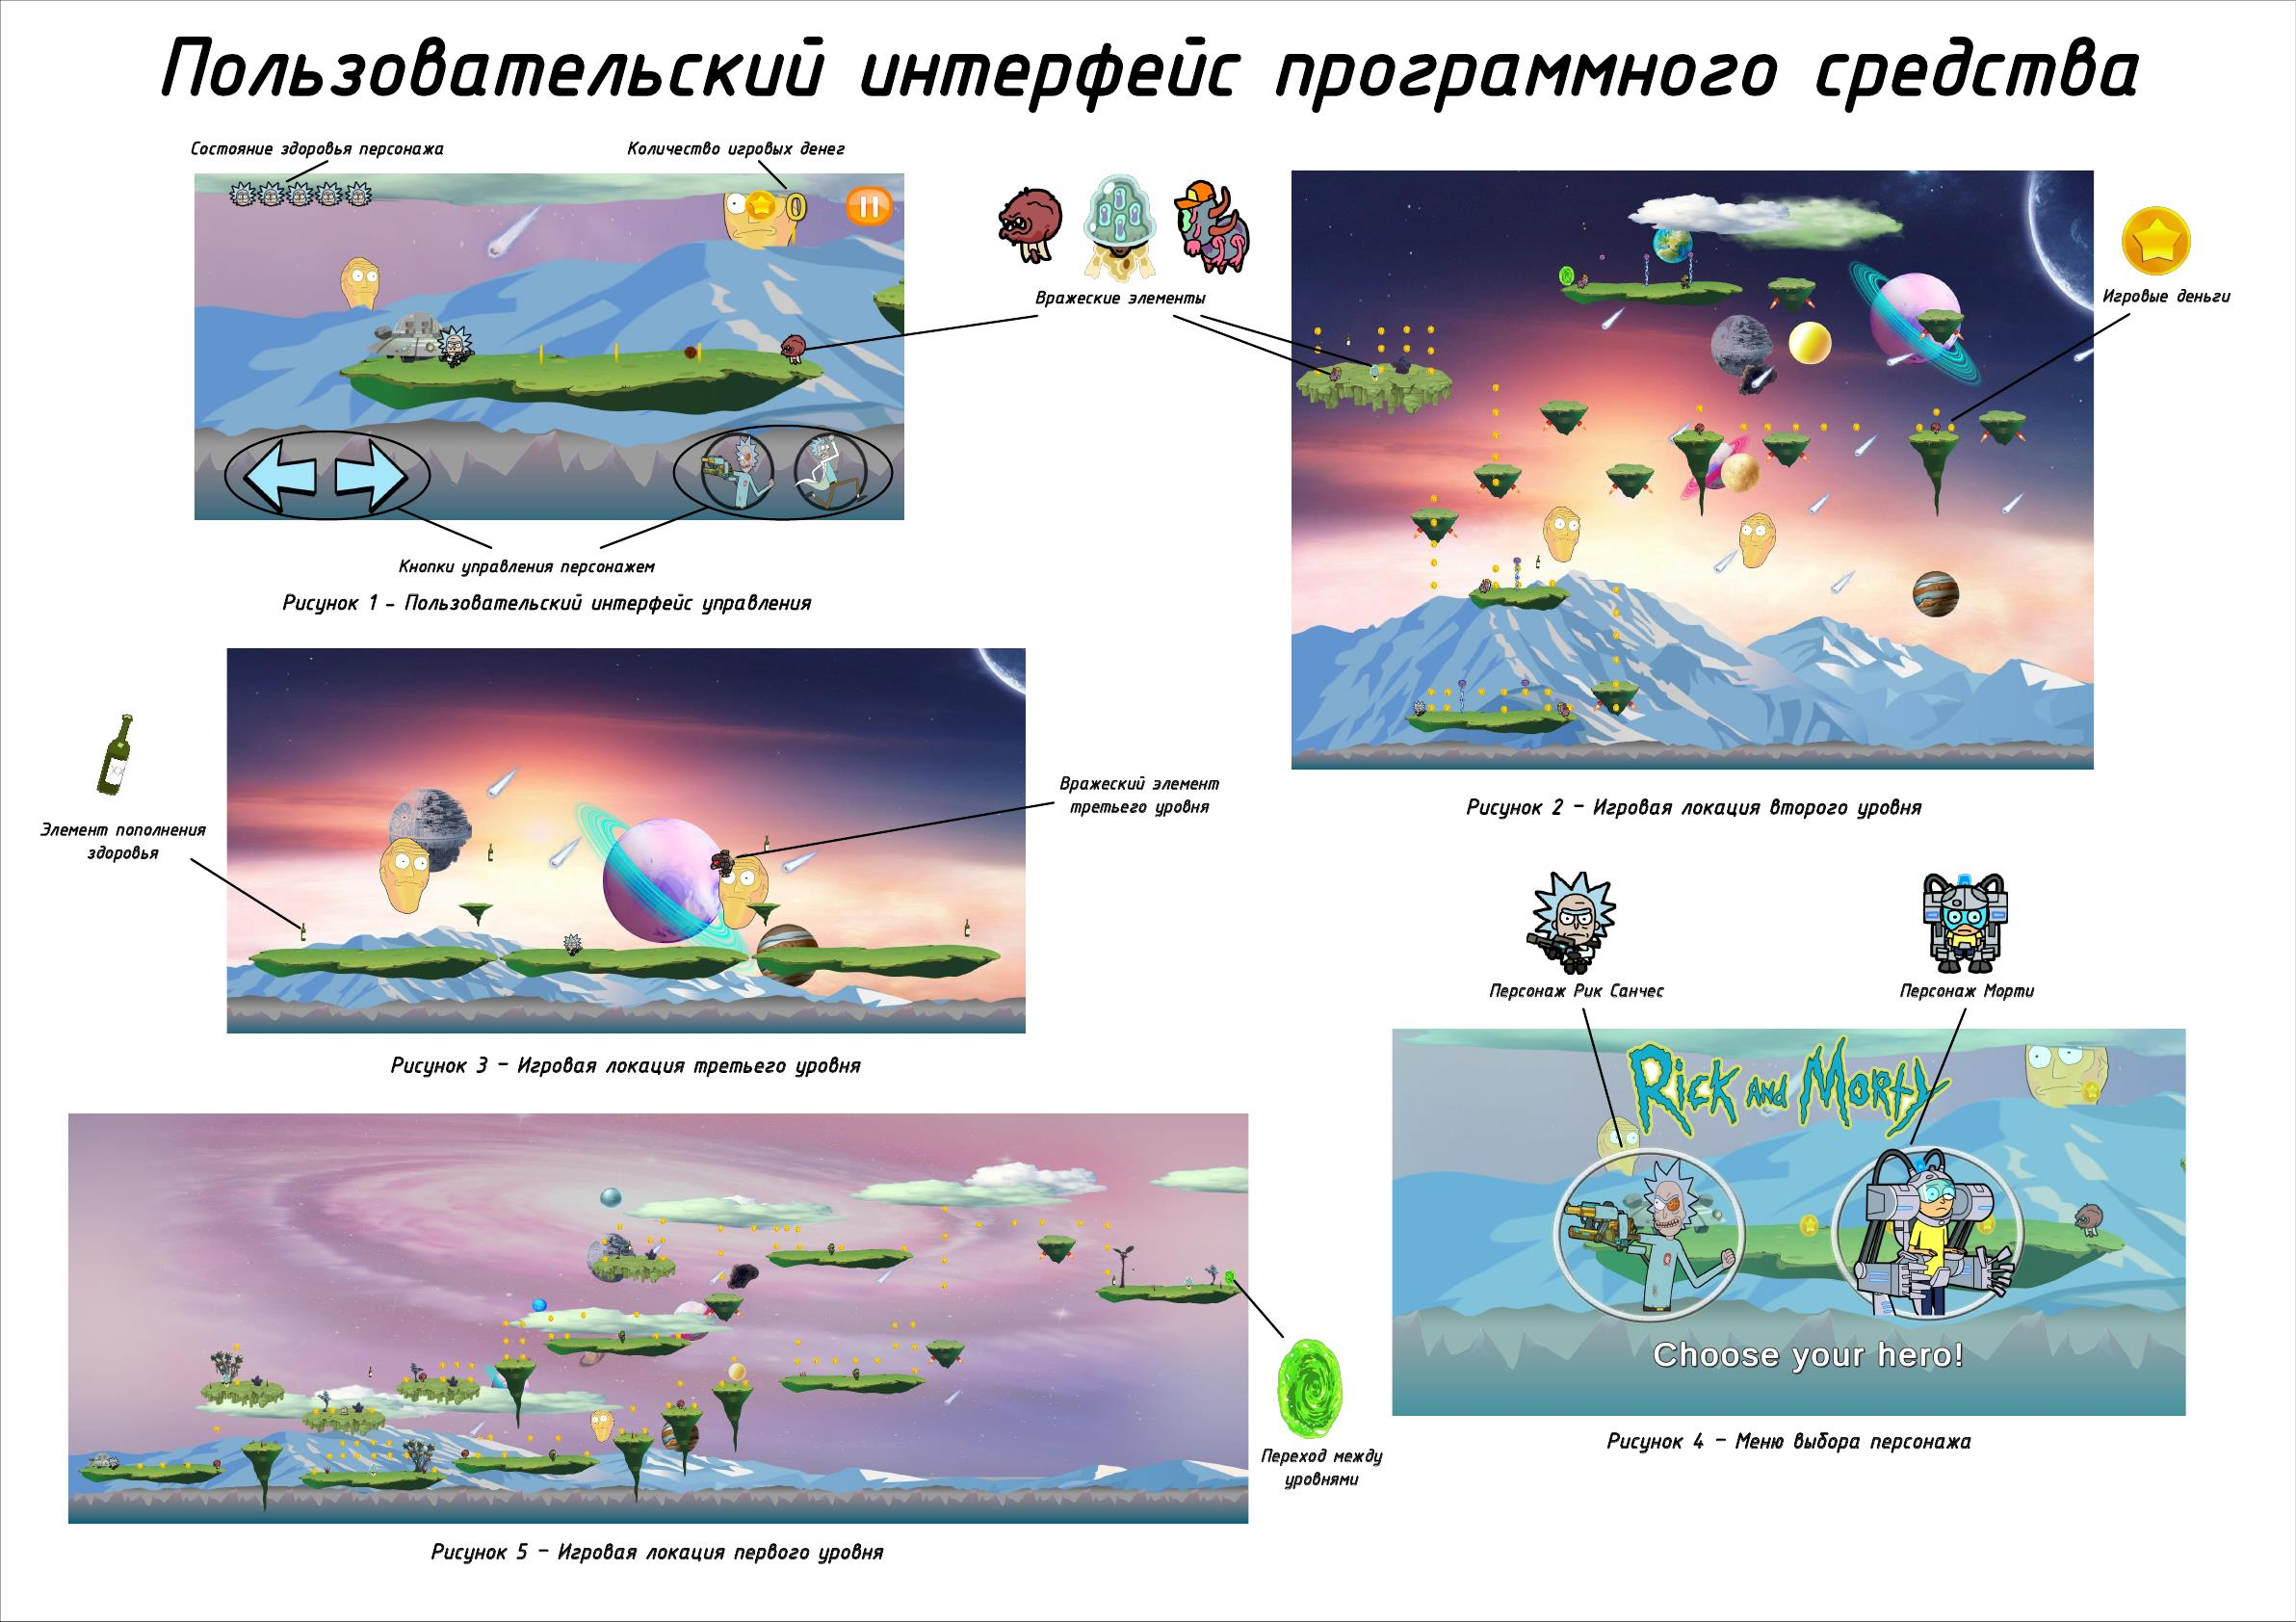 Пользовательский интерфейс программного средства
Состояние здоровья персонажа
Количество игровых денег
0
Вражеские элементы
Игровые деньги
Кнопки управления персонажем
Рисунок 1 - Пользовательский интерфейс управления
Рисунок 2 - Игровая локация второго уровня
Элемент пополнения
здоровья
Вражеский элемент
третьего уровня
Рисунок 3 - Игровая локация третьего уровня
Персонаж Рик Санчес
Персонаж Морти
Rick and Morty
Choose your hero!
Рисунок 4 - Меню выбора персонажа
Переход между
уровнями
Рисунок 5 - Игровая локация первого уровня